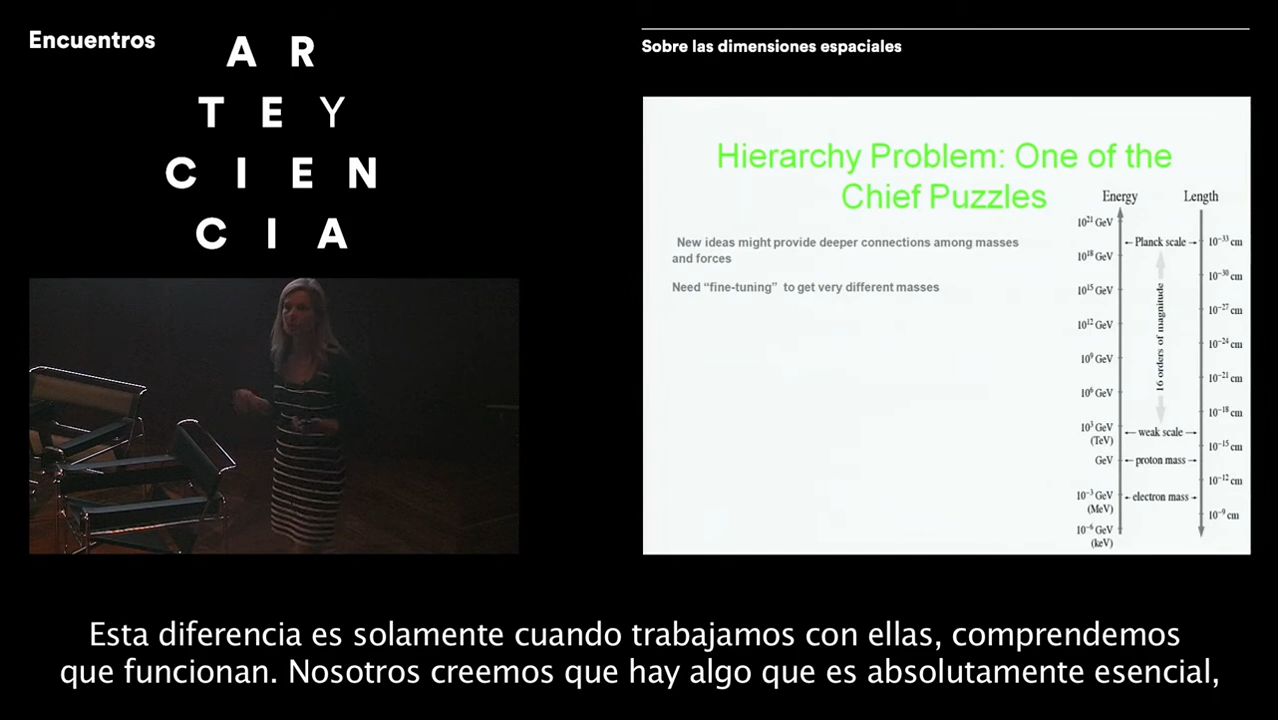 Encuentros
A R
T E Y
C I E N
C I A
Sobre las dimensiones espaciales
Hierarchy Problem: One of the
Chief Puzzles
New ideas might provide deeper connections among masses
and forces
Need “fine-tuning” to get very different masses
Energy
Length
10²¹ GeV
Planck scale
10⁻³³ cm
10¹⁸ GeV
10⁻³⁰ cm
10¹⁵ GeV
10⁻²⁷ cm
10¹² GeV
10⁻²⁴ cm
16 orders of magnitude
10⁹ GeV
10⁻²¹ cm
10⁶ GeV
10⁻¹⁸ cm
10³ GeV
(TeV)
weak scale
10⁻¹⁵ cm
GeV
proton mass
10⁻¹² cm
10⁻³ GeV
(MeV)
electron mass
10⁻⁹ cm
10⁻⁶ GeV
(keV)
Esta diferencia es solamente cuando trabajamos con ellas, comprendemos
que funcionan. Nosotros creemos que hay algo que es absolutamente esencial,